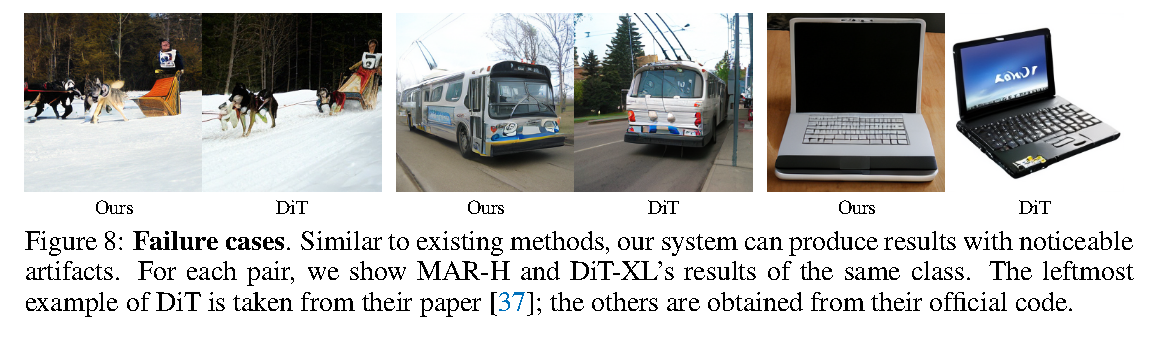 Ours DiT Ours DiT Ours DiT
Figure 8: Failure cases. Similar to existing methods, our system can produce results with noticeable
artifacts. For each pair, we show MAR-H and DiT-XL's results of the same class. The leftmost
example of DiT is taken from their paper [37]; the others are obtained from their official code.